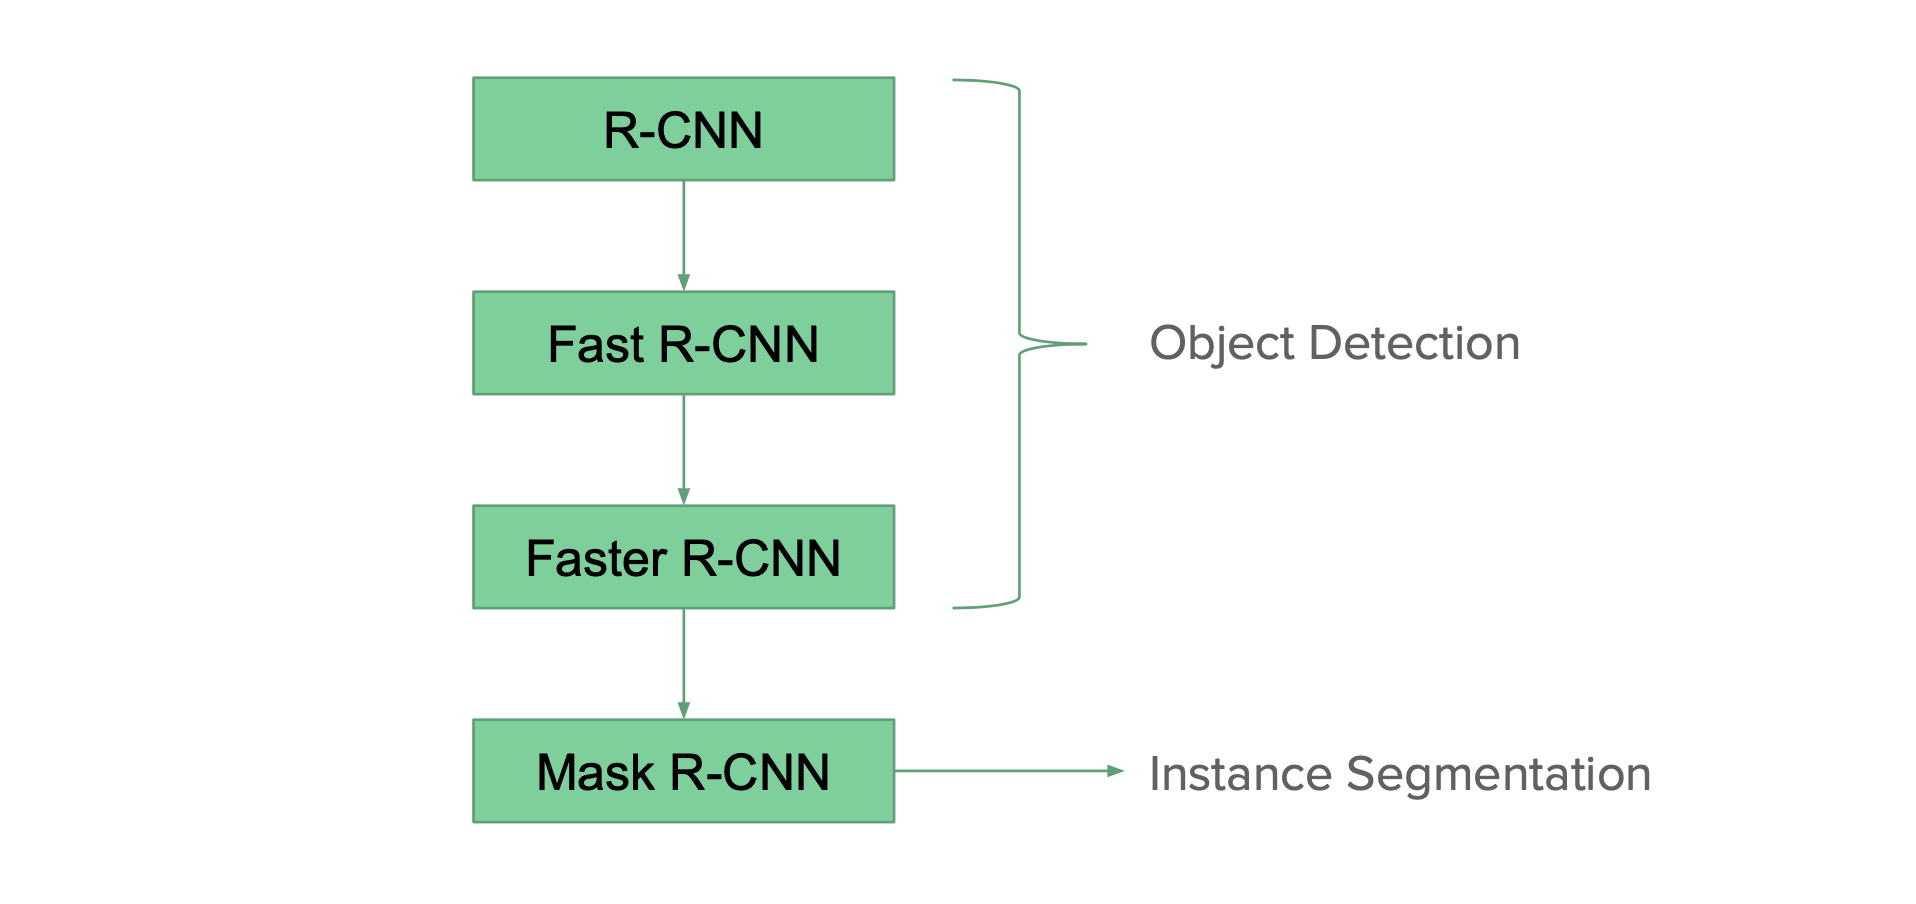 R-CNN
Fast R-CNN
Object Detection
Faster R-CNN
Mask R-CNN
Instance Segmentation